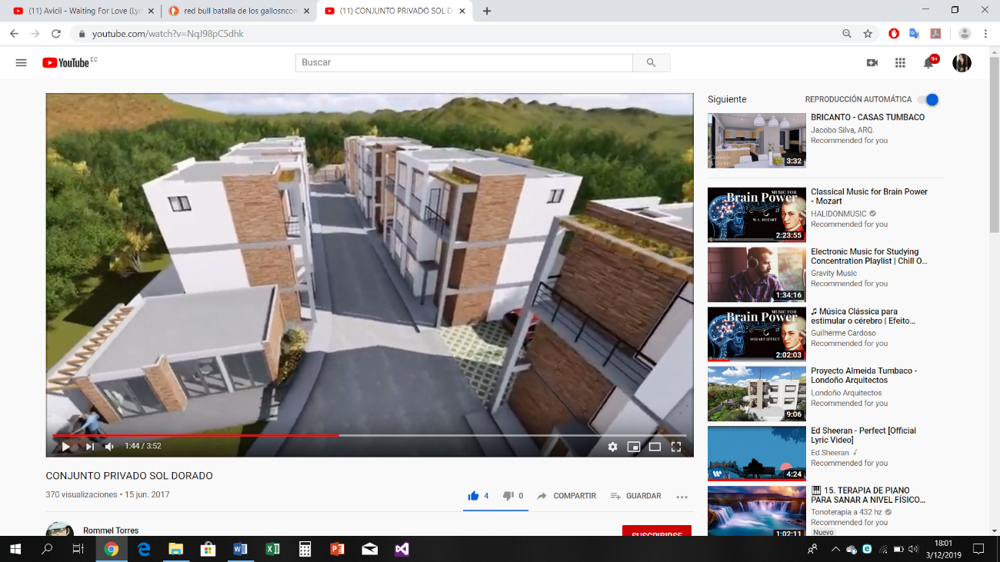 (11) Avicii - Waiting For Love (Lyr
red bull batalla de los gallosncon
(11) CONJUNTO PRIVADO SOL D
youtube.com/watch?v=NqJ98pC5dhk
YouTube EC
Buscar
9+
1:44 / 3:52
CONJUNTO PRIVADO SOL DORADO
370 visualizaciones • 15 jun. 2017
4
0
COMPARTIR
GUARDAR
Rommel Torres
SUSCRIBIRSE
Siguiente
REPRODUCCIÓN AUTOMÁTICA
3:32
BRICANTO - CASAS TUMBACO
Jacobo Silva, ARQ.
Recommended for you
MUSIC FOR
Brain Power
W.A. MOZART
2:23:55
Classical Music for Brain Power
- Mozart
HALIDONMUSIC
Recommended for you
1:34:16
Electronic Music for Studying
Concentration Playlist | Chill O...
Gravity Music
Recommended for you
MUSIC FOR
Brain Power
MOZART EFFECT
2:02:03
♫ Música Clássica para
estimular o cérebro | Efeito...
Guilherme Cardoso
Recommended for you
9:06
Proyecto Almeida Tumbaco -
Londoño Arquitectos
Londoño Arquitectos
Recommended for you
4:24
Ed Sheeran - Perfect [Official
Lyric Video]
Ed Sheeran
Recommended for you
1:02:11
🎹 15. TERAPIA DE PIANO
PARA SANAR A NIVEL FÍSICO...
Tonoterapia a 432 hz
Recommended for you
Nuevo
18:01
3/12/2019